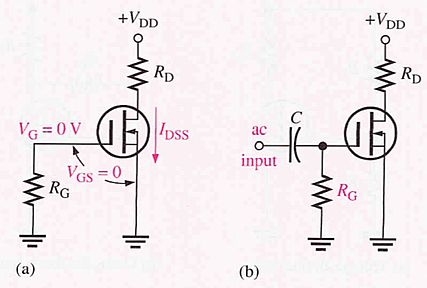 +VDD
RD
VG = 0 V
IDSS
VGS = 0
RG
(a)
+VDD
RD
C
ac
input
RG
(b)